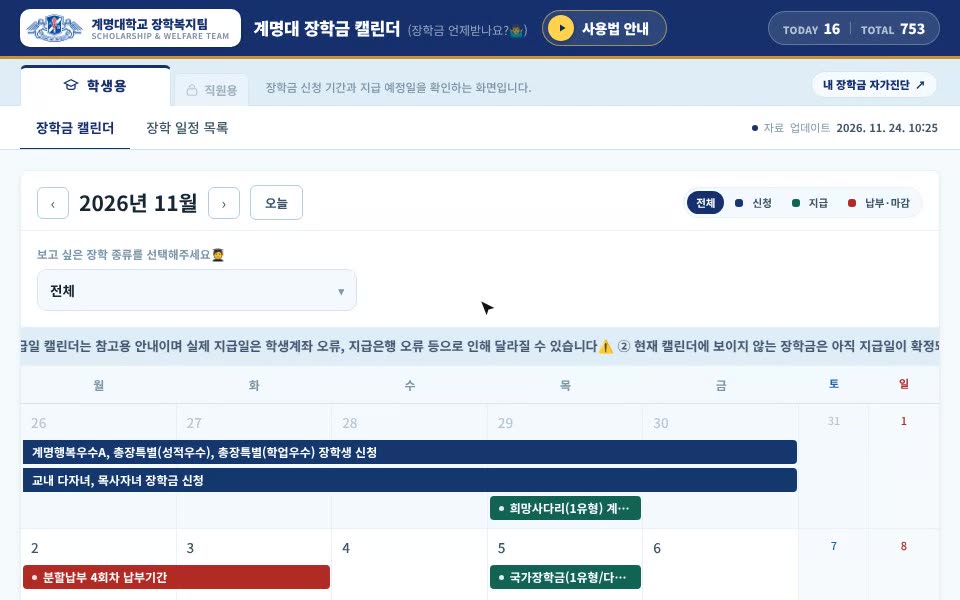 계명대학교 장학복지팀
SCHOLARSHIP & WELFARE TEAM
계명대 장학금 캘린더 (장학금 언제받나요?🙇‍♂️)
사용법 안내
TODAY 16 | TOTAL 753
학생용
직원용
장학금 신청 기간과 지급 예정일을 확인하는 화면입니다.
내 장학금 자가진단 ↗
장학금 캘린더
장학 일정 목록
자료 업데이트 2026. 11. 24. 10:25
‹ 2026년 11월 › 오늘
전체 신청 지급 납부·마감
보고 싶은 장학 종류를 선택해주세요🧑‍🎓
전체
급일 캘린더는 참고용 안내이며 실제 지급일은 학생계좌 오류, 지급은행 오류 등으로 인해 달라질 수 있습니다⚠️ ② 현재 캘린더에 보이지 않는 장학금은 아직 지급일이 확정
월 화 수 목 금 토 일
26 27 28 29 30 31 1
계명행복우수A, 총장특별(성적우수), 총장특별(학업우수) 장학생 신청
교내 다자녀, 목사자녀 장학금 신청
희망사다리(1유형) 계…
2 3 4 5 6 7 8
분할납부 4회차 납부기간
국가장학금(1유형/다…